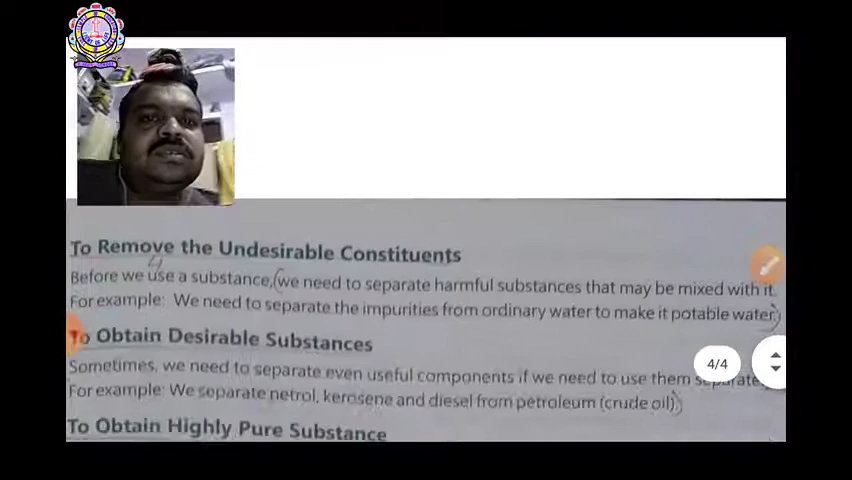 To Remove the Undesirable Constituents
4
Before we use a substance, (we need to separate harmful substances that may be mixed with it.
For example: We need to separate the impurities from ordinary water to make it potable water.)
To Obtain Desirable Substances
4/4
Sometimes, we need to separate even useful components if we need to use them separate
For example: We separate netrol, kerosene and diesel from petroleum (crude oil).)
To Obtain Highly Pure Substance